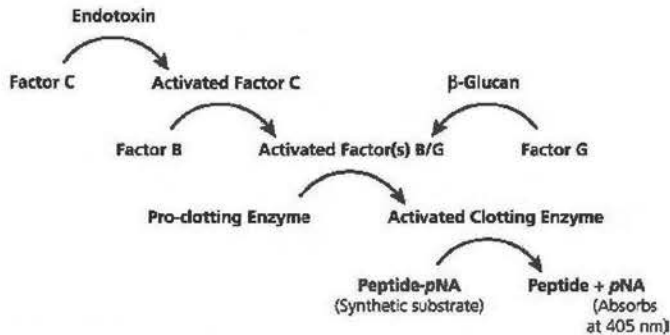 Endotoxin
Factor C
Activated Factor C
β-Glucan
Factor B
Activated Factor(s) B/G
Factor G
Pro-clotting Enzyme
Activated Clotting Enzyme
Peptide-pNA
(Synthetic substrate)
Peptide + pNA
(Absorbs
at 405 nm)